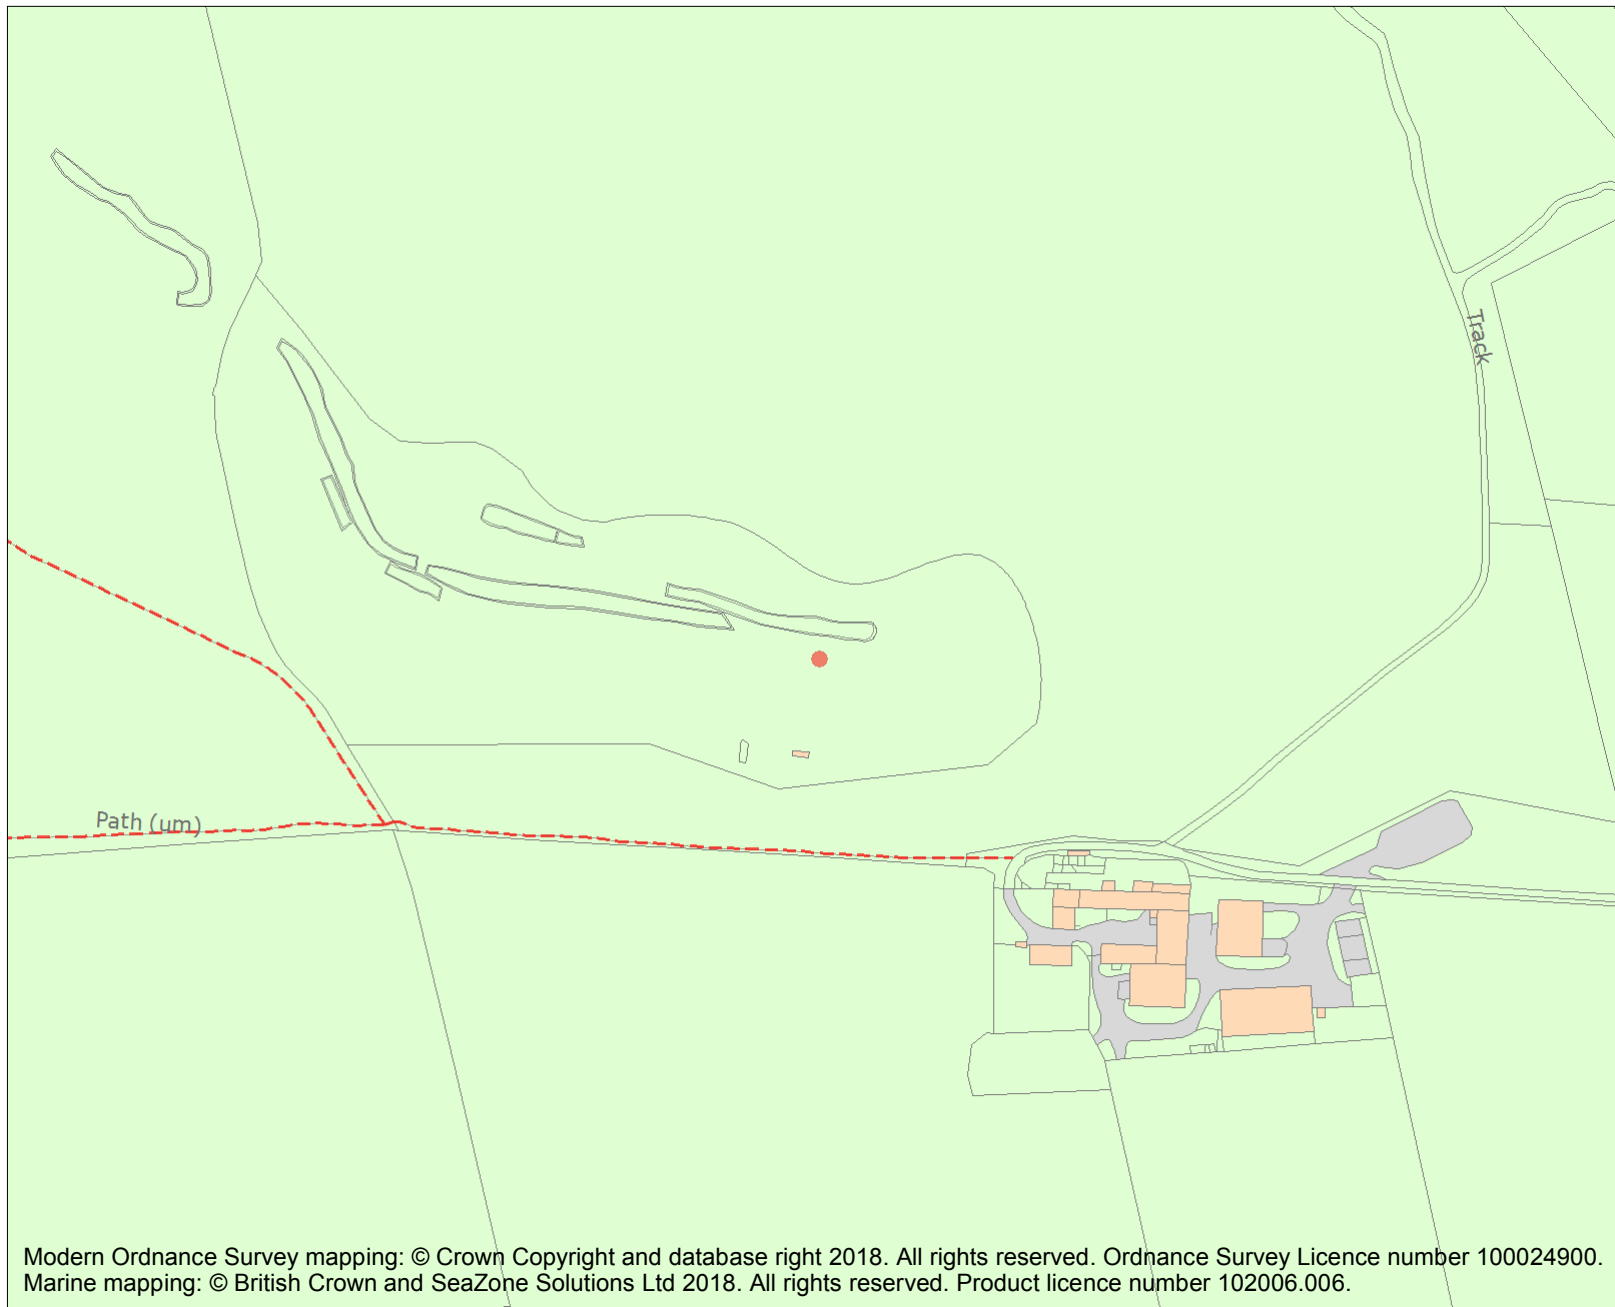 Track
Path (um)
Modern Ordnance Survey mapping: © Crown Copyright and database right 2018. All rights reserved. Ordnance Survey Licence number 100024900.
Marine mapping: © British Crown and SeaZone Solutions Ltd 2018. All rights reserved. Product licence number 102006.006.